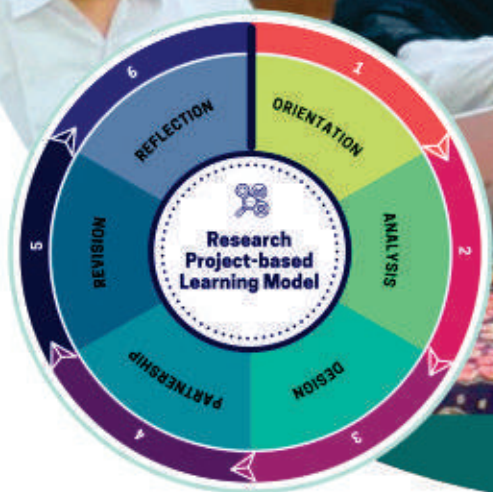 Research
Project-based
Learning Model
1
ORIENTATION
2
ANALYSIS
3
DESIGN
4
PARTNERSHIP
5
REVISION
6
REFLECTION